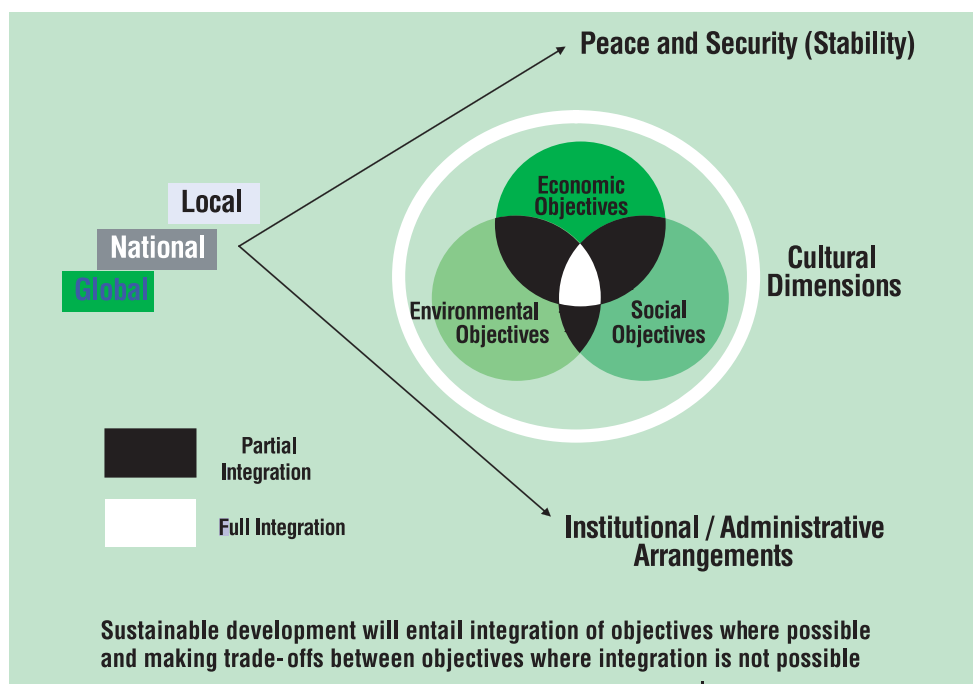 Peace and Security (Stability)
Economic
Objectives
Local
National
Global
Cultural
Dimensions
Environmental
Objectives
Social
Objectives
Partial
Integration
Full Integration
Institutional / Administrative
Arrangements
Sustainable development will entail integration of objectives where possible
and making trade-offs between objectives where integration is not possible